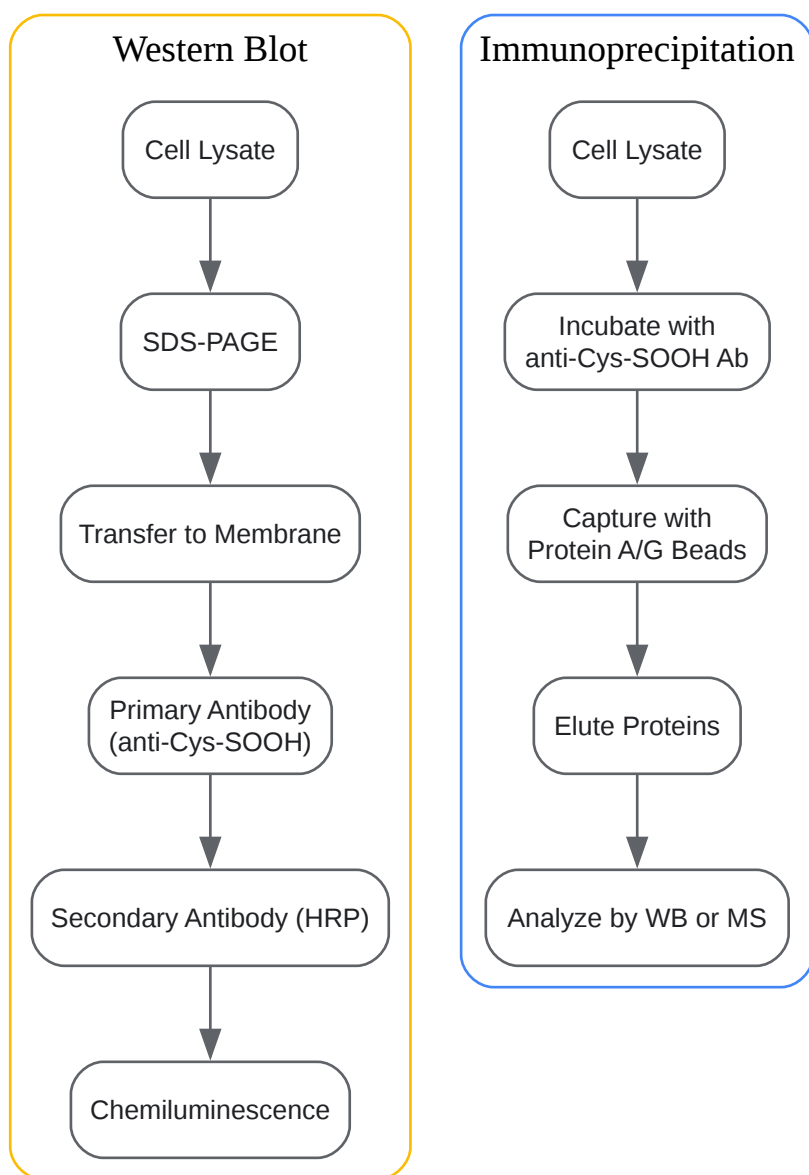 Western Blot
Cell Lysate
SDS-PAGE
Transfer to Membrane
Primary Antibody
(anti-Cys-SOOH)
Secondary Antibody (HRP)
Chemiluminescence
Immunoprecipitation
Cell Lysate
Incubate with
anti-Cys-SOOH Ab
Capture with
Protein A/G Beads
Elute Proteins
Analyze by WB or MS